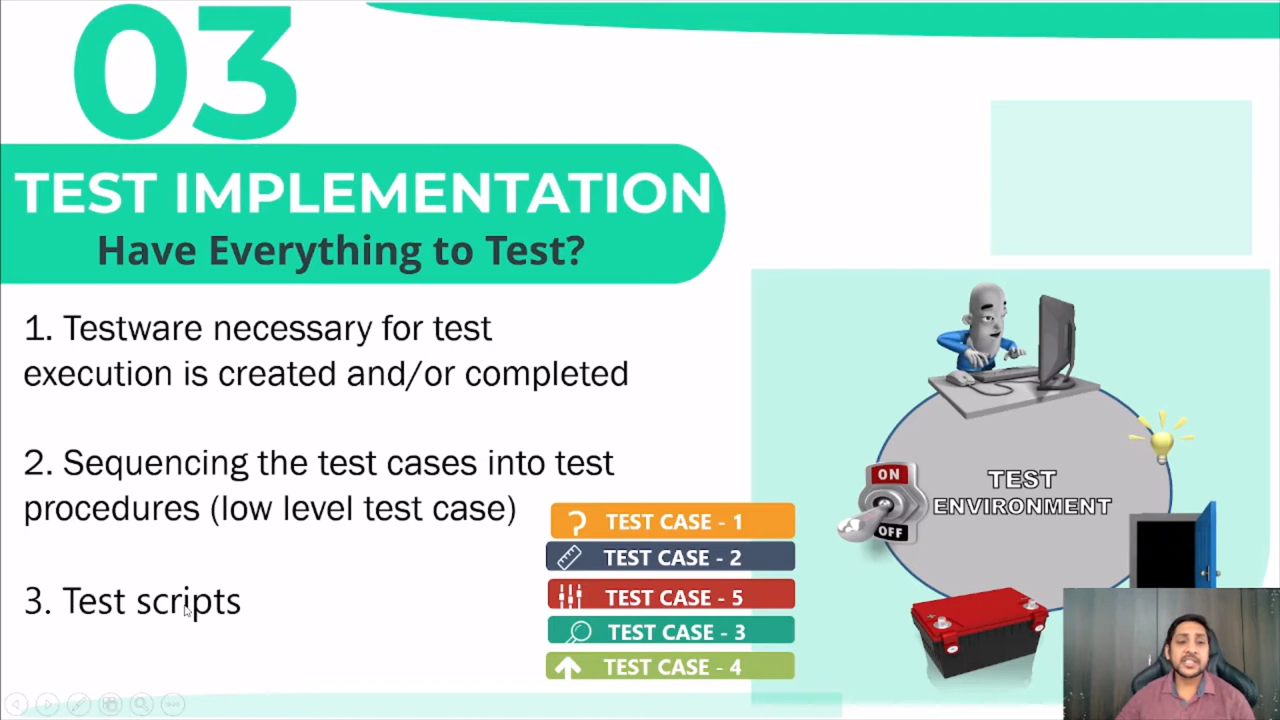 03
TEST IMPLEMENTATION
Have Everything to Test?
1. Testware necessary for test
execution is created and/or completed
2. Sequencing the test cases into test
procedures (low level test case)
3. Test scripts
TEST CASE - 1
TEST CASE - 2
TEST CASE - 5
TEST CASE - 3
TEST CASE - 4
TEST
ENVIRONMENT
ON
OFF